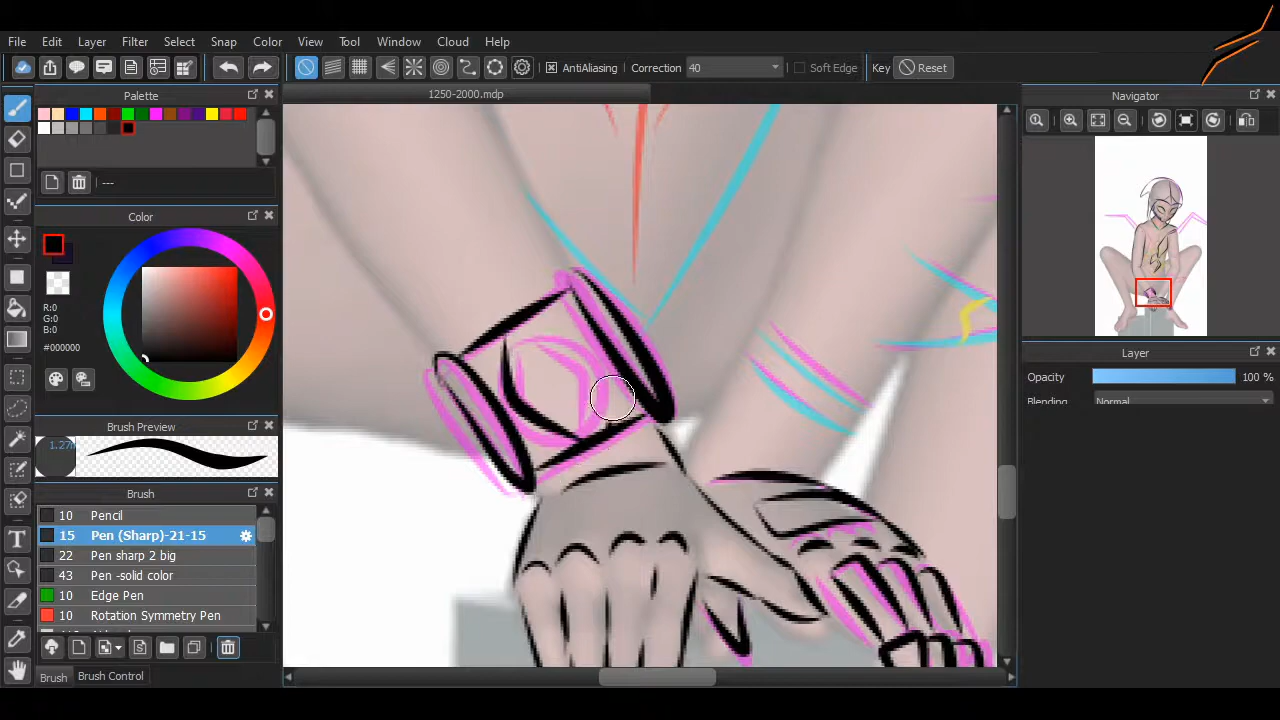 File Edit Layer Filter Select Snap Color View Tool Window Cloud Help
AntiAliasing Correction 40 Soft Edge Key Reset
Palette
1250-2000.mdp
Navigator
---
Color
R:0
G:0
B:0
#000000
Layer
Opacity 100 %
Blending Normal
Brush Preview
Brush
10 Pencil
15 Pen (Sharp)-21-15
22 Pen sharp 2 big
43 Pen -solid color
10 Edge Pen
10 Rotation Symmetry Pen
Brush Brush Control